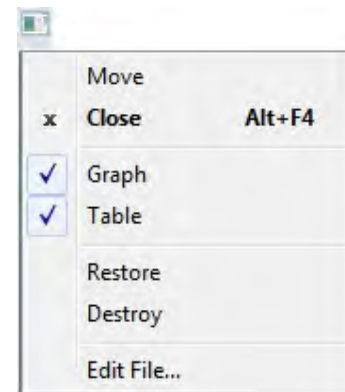 Move
x Close Alt+F4
Graph
Table
Restore
Destroy
Edit File...